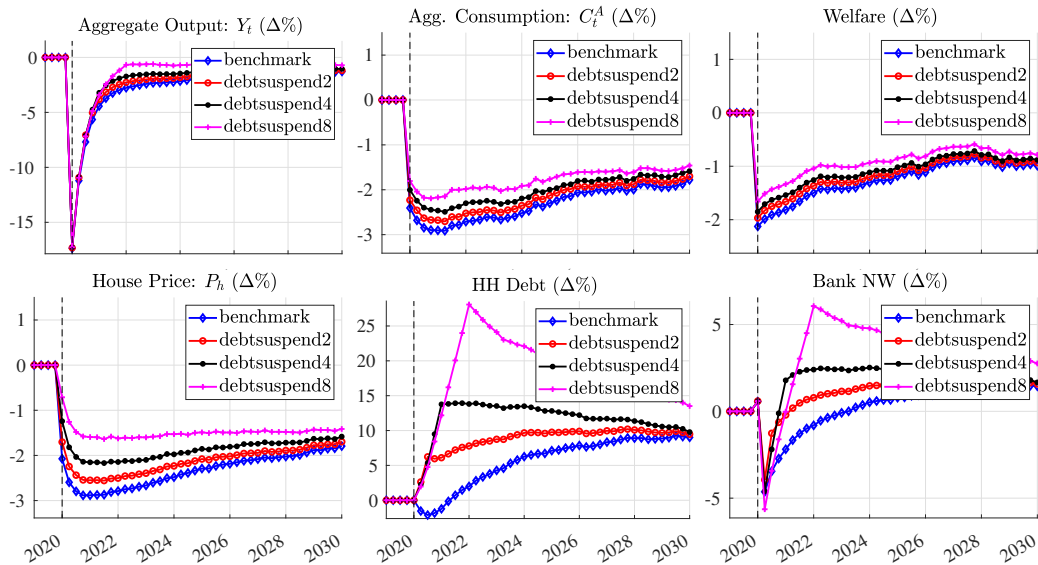 Aggregate Output: Y_t (Δ%)
0
-5
-10
-15
benchmark
debtsuspend2
debtsuspend4
debtsuspend8
Agg. Consumption: C_t^A (Δ%)
1
0
-1
-2
-3
benchmark
debtsuspend2
debtsuspend4
debtsuspend8
Welfare (Δ%)
1
0
-1
-2
benchmark
debtsuspend2
debtsuspend4
debtsuspend8
House Price: P_h (Δ%)
1
0
-1
-2
-3
benchmark
debtsuspend2
debtsuspend4
debtsuspend8
2020
2022
2024
2026
2028
2030
HH Debt (Δ%)
25
20
15
10
5
0
benchmark
debtsuspend2
debtsuspend4
debtsuspend8
2020
2022
2024
2026
2028
2030
Bank NW (Δ%)
5
0
-5
benchmark
debtsuspend2
debtsuspend4
debtsuspend8
2020
2022
2024
2026
2028
2030